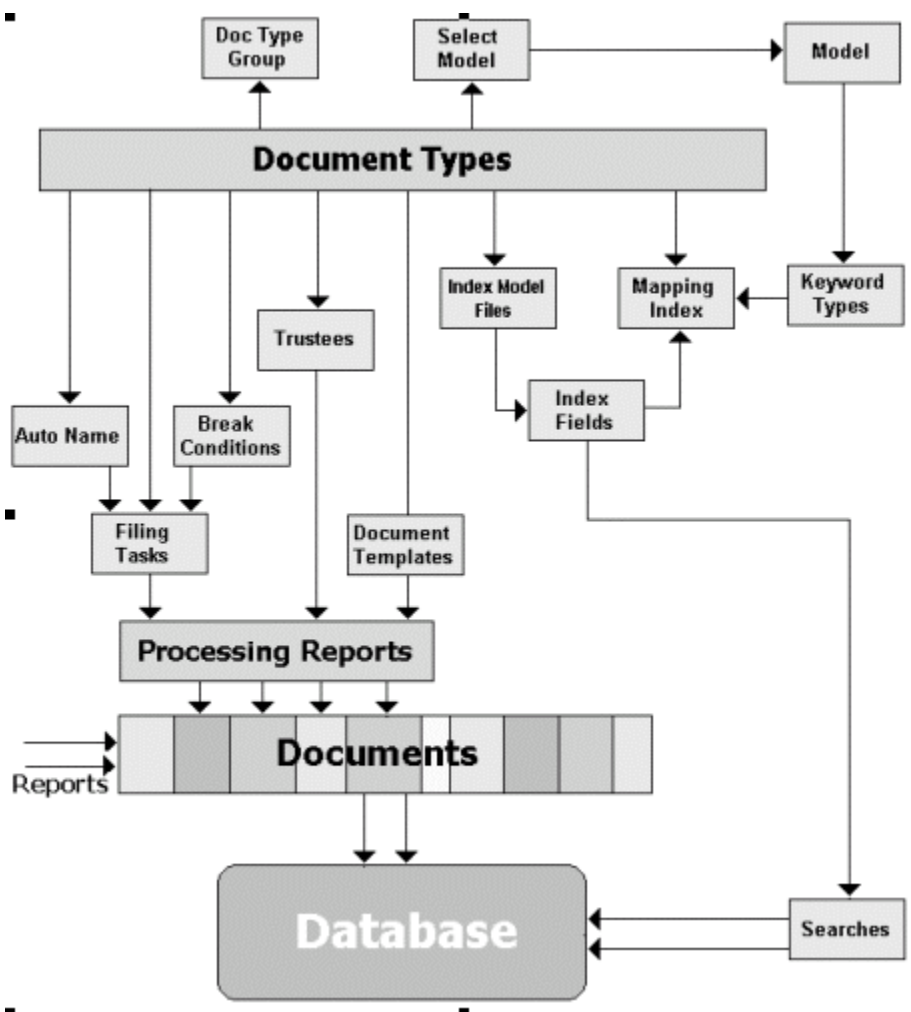 Doc Type
Group
Select
Model
Model
Document Types
Index Model
Files
Mapping
Index
Keyword
Types
Trustees
Index
Fields
Auto Name
Break
Conditions
Filing
Tasks
Document
Templates
Processing Reports
Documents
Reports
Database
Searches